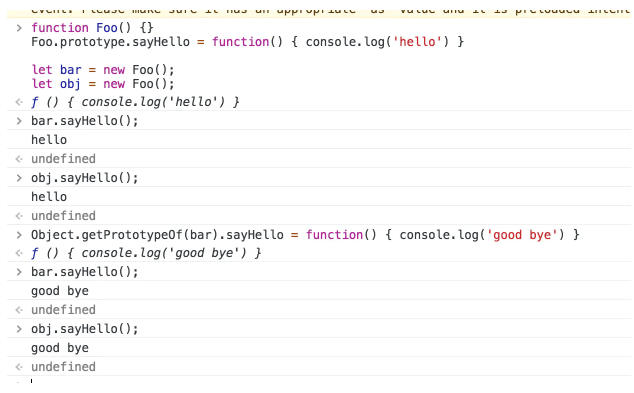 event. Please make sure it has an appropriate `as` value and it is preloaded intent
> function Foo() {}
Foo.prototype.sayHello = function() { console.log('hello') }
let bar = new Foo();
let obj = new Foo();
ƒ () { console.log('hello') }
> bar.sayHello();
hello
undefined
> obj.sayHello();
hello
undefined
> Object.getPrototypeOf(bar).sayHello = function() { console.log('good bye') }
ƒ () { console.log('good bye') }
> bar.sayHello();
good bye
undefined
> obj.sayHello();
good bye
undefined